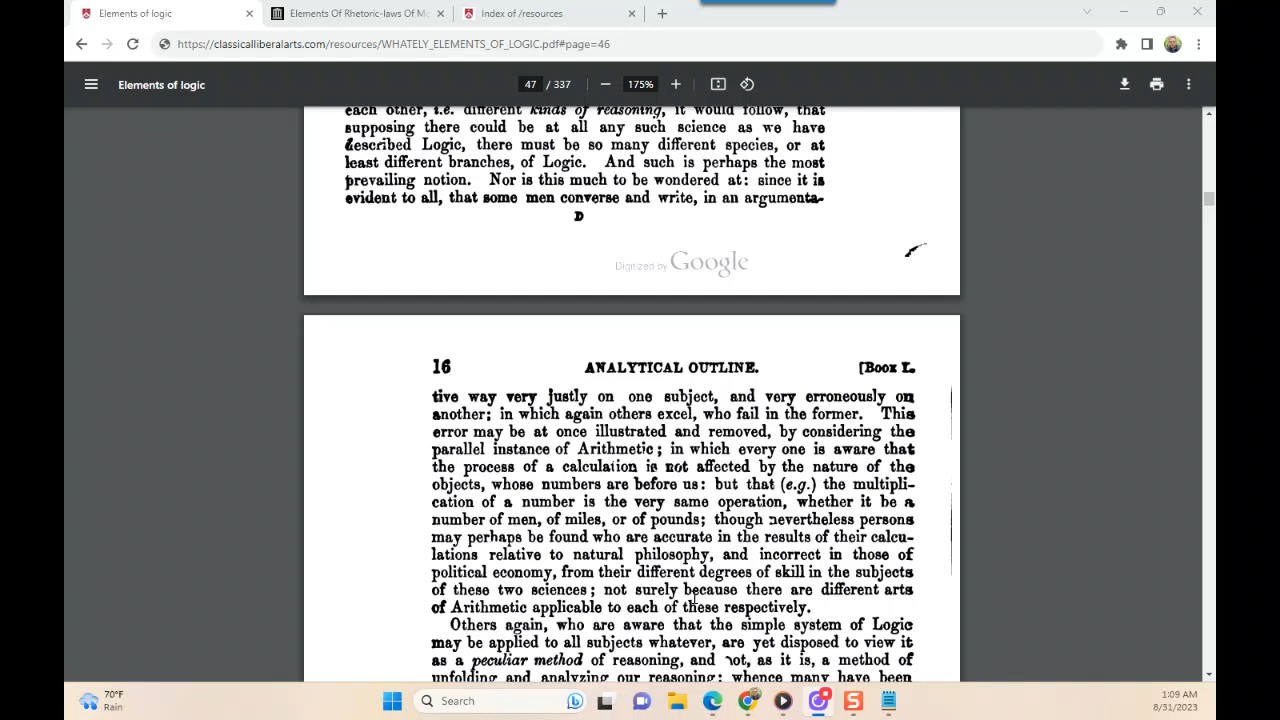 Elements of logic
Elements Of Rhetoric-laws Of Mo
Index of /resources
https://classicalliberalarts.com/resources/WHATELY_ELEMENTS_OF_LOGIC.pdf#page=46
Elements of logic
47 / 337
175%
each other, i.e. different kinds of reasoning, it would follow, that
supposing there could be at all any such science as we have
described Logic, there must be so many different species, or at
least different branches, of Logic. And such is perhaps the most
prevailing notion. Nor is this much to be wondered at: since it is
evident to all, that some men converse and write, in an argumenta-
D
Digitized by Google
16 ANALYTICAL OUTLINE. [Book I.
tive way very justly on one subject, and very erroneously on
another: in which again others excel, who fail in the former. This
error may be at once illustrated and removed, by considering the
parallel instance of Arithmetic; in which every one is aware that
the process of a calculation is not affected by the nature of the
objects, whose numbers are before us: but that (e.g.) the multipli-
cation of a number is the very same operation, whether it be a
number of men, of miles, or of pounds; though nevertheless persons
may perhaps be found who are accurate in the results of their calcu-
lations relative to natural philosophy, and incorrect in those of
political economy, from their different degrees of skill in the subjects
of these two sciences; not surely because there are different arts
of Arithmetic applicable to each of these respectively.
Others again, who are aware that the simple system of Logic
may be applied to all subjects whatever, are yet disposed to view it
as a peculiar method of reasoning, and not, as it is, a method of
unfolding and analyzing our reasoning: whence many have been
70°F
Rain
Search
1:09 AM
8/31/2023